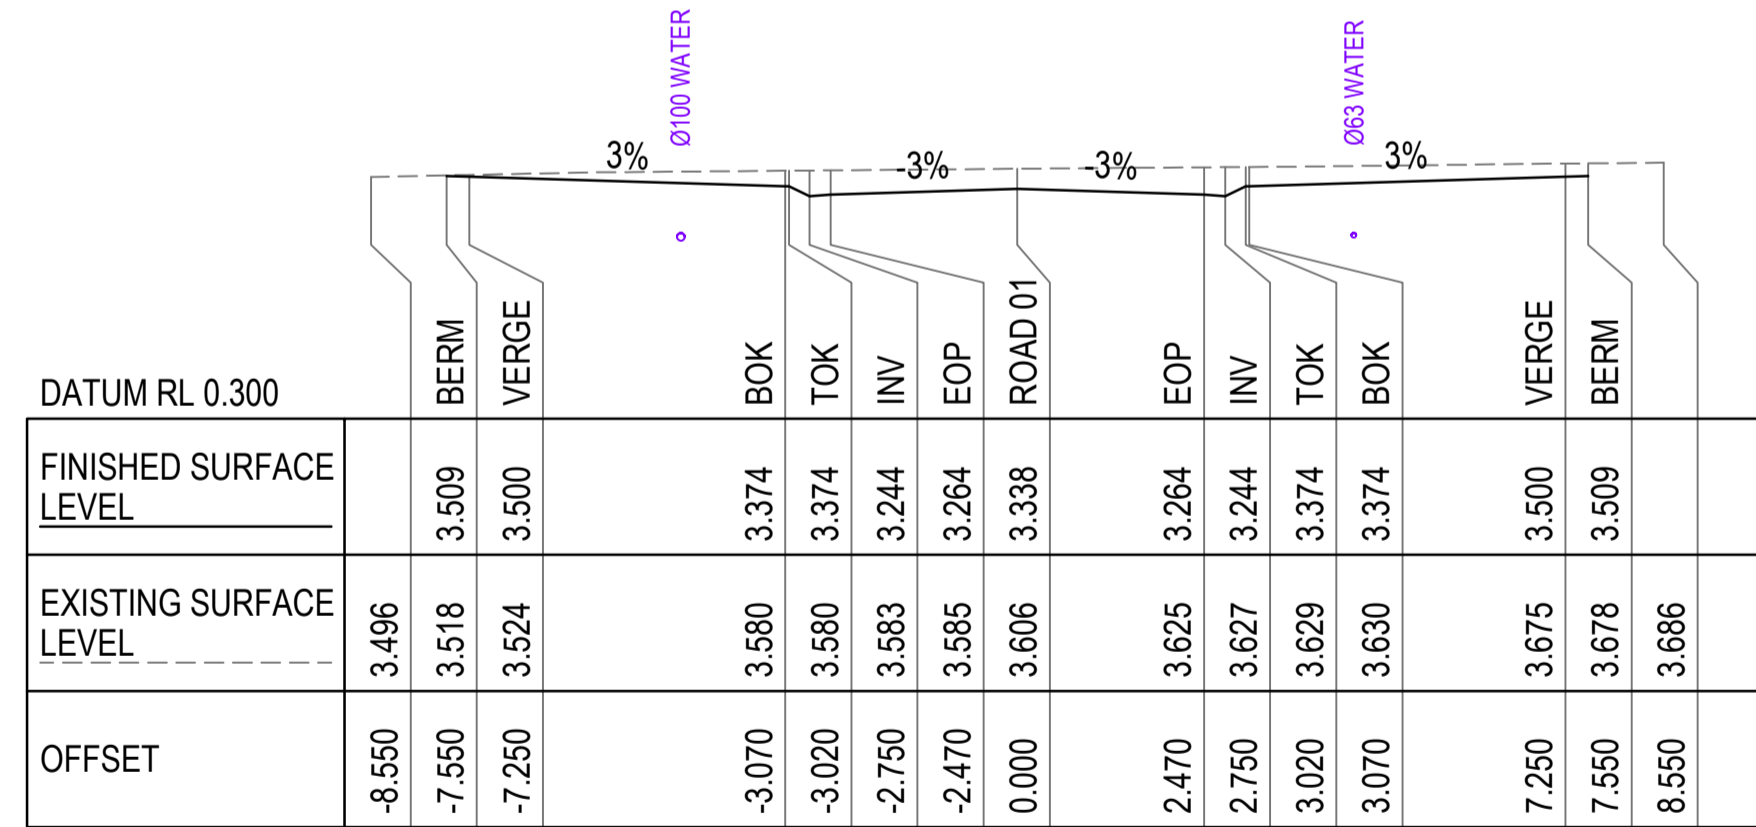 Ø100 WATER
Ø63 WATER
3%
-3%
-3%
3%
BERM
VERGE
BOK
TOK
INV
EOP
ROAD 01
EOP
INV
TOK
BOK
VERGE
BERM
DATUM RL 0.300
FINISHED SURFACE
LEVEL
3.509 3.500 3.374 3.374 3.244 3.264 3.338 3.264 3.244 3.374 3.374 3.500 3.509
EXISTING SURFACE
LEVEL
3.496 3.518 3.524 3.580 3.580 3.583 3.585 3.606 3.625 3.627 3.629 3.630 3.675 3.678 3.686
OFFSET
-8.550 -7.550 -7.250 -3.070 -3.020 -2.750 -2.470 0.000 2.470 2.750 3.020 3.070 7.250 7.550 8.550